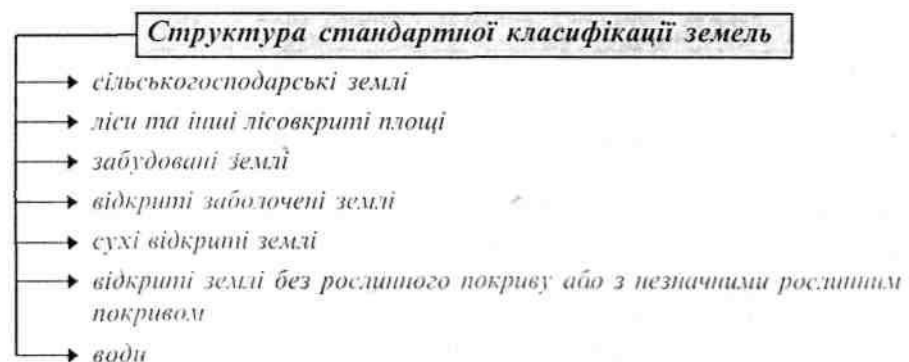 Структура стандартної класифікації земель
сільськогосподарські землі
ліси та інші лісовкриті площі
забудовані землі
відкриті заболочені землі
сухі відкриті землі
відкриті землі без рослинного покриву або з незначними рослинним
покривом
води